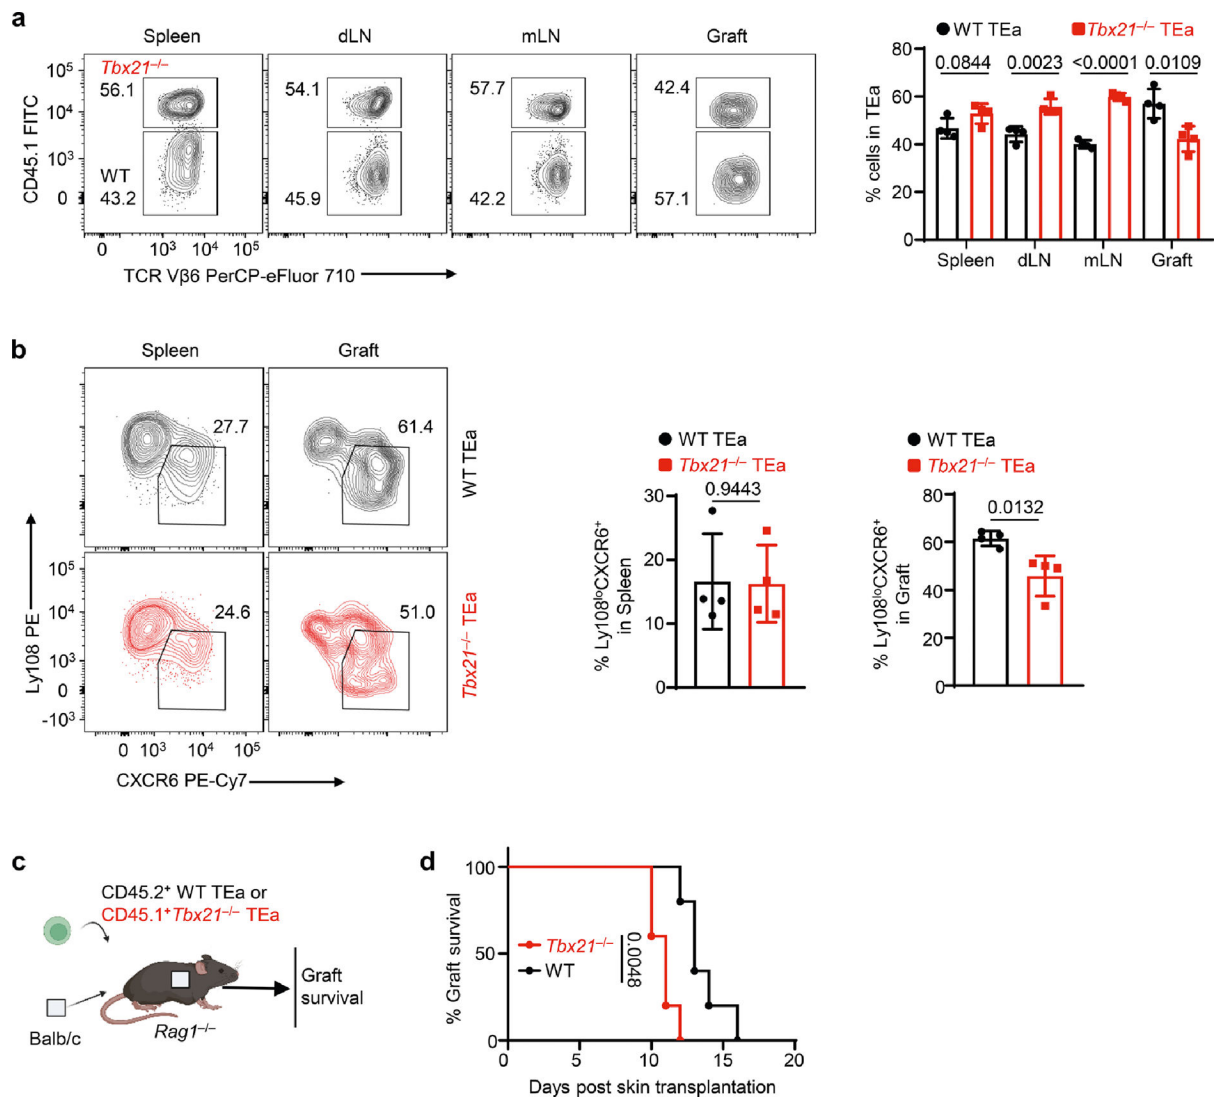 a
Spleen
dLN
mLN
Graft
CD45.1 FITC
10⁵
10⁴
10³
0
Tbx21⁻/⁻
56.1
WT
43.2
54.1
45.9
57.7
42.2
42.4
57.1
0 10³ 10⁴ 10⁵
TCR Vβ6 PerCP-eFluor 710
WT TEa
Tbx21⁻/⁻ TEa
% cells in TEa
80
60
40
20
0
0.0844
0.0023
<0.0001
0.0109
Spleen
dLN
mLN
Graft
b
Spleen
Graft
27.7
61.4
WT TEa
24.6
51.0
Tbx21⁻/⁻ TEa
Ly108 PE
10⁵
10⁴
10³
0
-10³
0 10³ 10⁴ 10⁵
CXCR6 PE-Cy7
WT TEa
Tbx21⁻/⁻ TEa
% Ly108ˡᵒCXCR6⁺
in Spleen
30
20
10
0
0.9443
WT TEa
Tbx21⁻/⁻ TEa
% Ly108ˡᵒCXCR6⁺
in Graft
80
60
40
20
0
0.0132
c
CD45.2⁺ WT TEa or
CD45.1⁺Tbx21⁻/⁻ TEa
Balb/c
Rag1⁻/⁻
Graft
survival
d
% Graft survival
100
50
0
Tbx21⁻/⁻
WT
0.0048
0 5 10 15 20
Days post skin transplantation